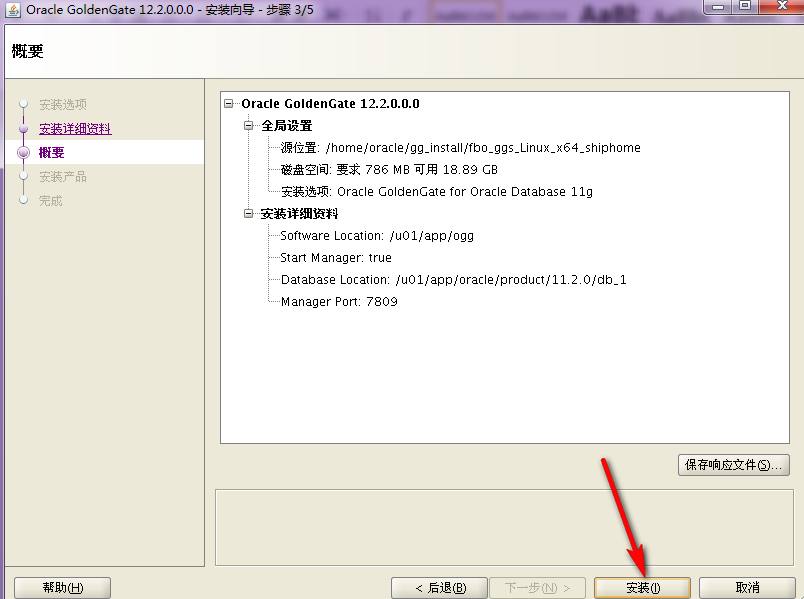 Oracle GoldenGate 12.2.0.0.0 - 安装向导 - 步骤 3/5
概要
安装选项
安装详细资料
概要
安装产品
完成
Oracle GoldenGate 12.2.0.0.0
全局设置
源位置: /home/oracle/gg_install/fbo_ggs_Linux_x64_shiphome
磁盘空间: 要求 786 MB 可用 18.89 GB
安装选项: Oracle GoldenGate for Oracle Database 11g
安装详细资料
Software Location: /u01/app/ogg
Start Manager: true
Database Location: /u01/app/oracle/product/11.2.0/db_1
Manager Port: 7809
保存响应文件(S)...
帮助(H)
< 后退(B)
下一步(N) >
安装(I)
取消